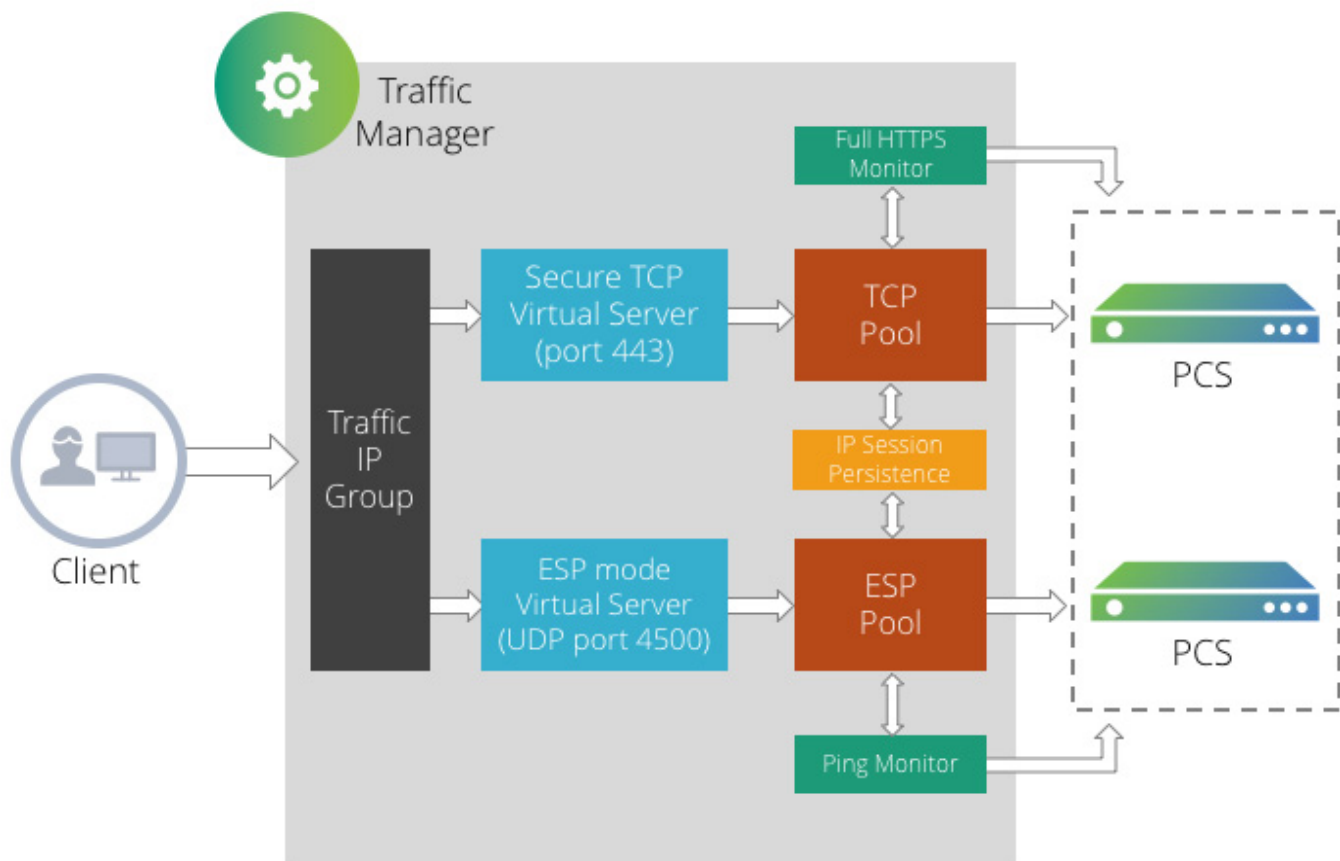 Traffic
Manager
Full HTTPS
Monitor
Secure TCP
Virtual Server
(port 443)
TCP
Pool
PCS
Traffic
IP
Group
IP Session
Persistence
Client
ESP mode
Virtual Server
(UDP port 4500)
ESP
Pool
PCS
Ping Monitor